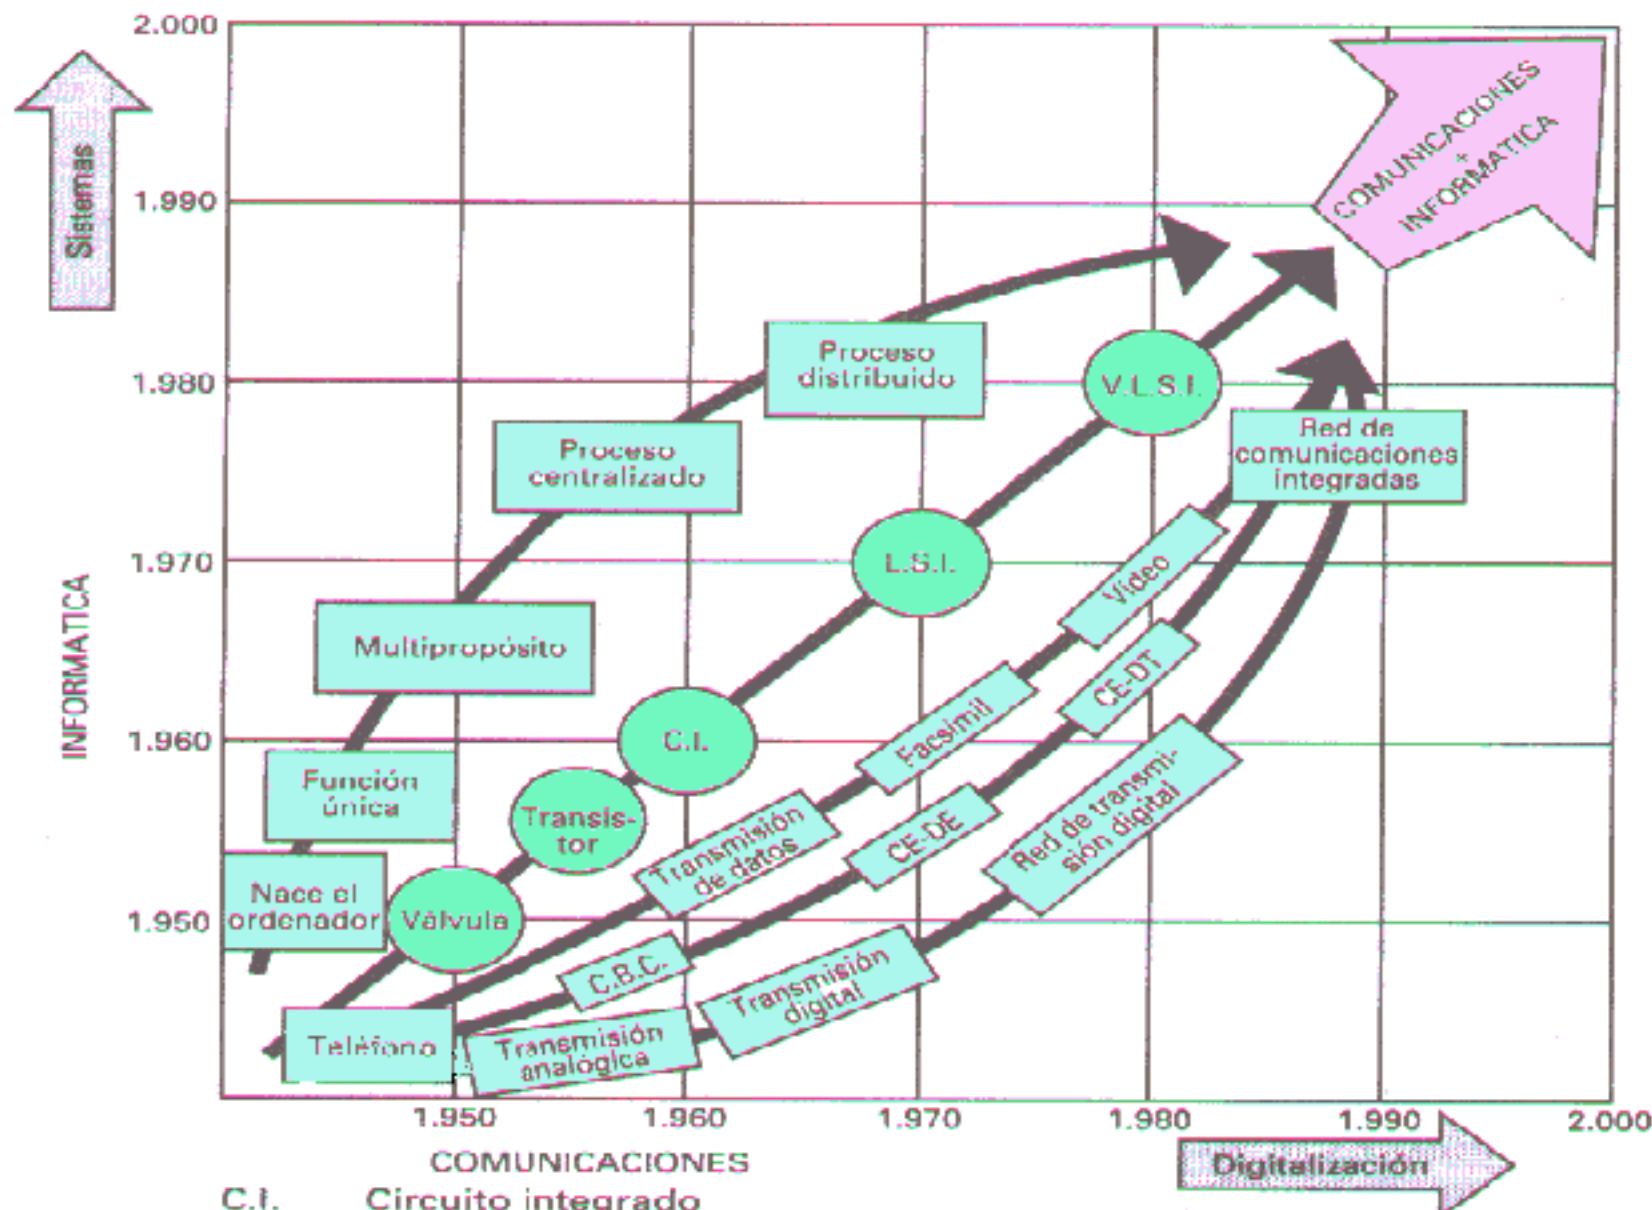 2.000
Sistemas
COMUNICACIONES
+
INFORMATICA
1.990
Proceso
distribuido
1.980
V.L.S.I.
Red de
comunicaciones
integradas
Proceso
centralizado
1.970
L.S.I.
Vídeo
INFORMATICA
Multipropósito
CE-DT
Facsímil
1.960
C.I.
Función
única
Transis-
tor
Transmisión
de datos
CE-DE
Red de transmi-
sión digital
Nace el
ordenador
1.950
Válvula
C.B.C.
Transmisión
digital
Teléfono
Transmisión
analógica
1.950
1.960
1.970
1.980
1.990
2.000
COMUNICACIONES
Digitalización
C.I. Circuito integrado